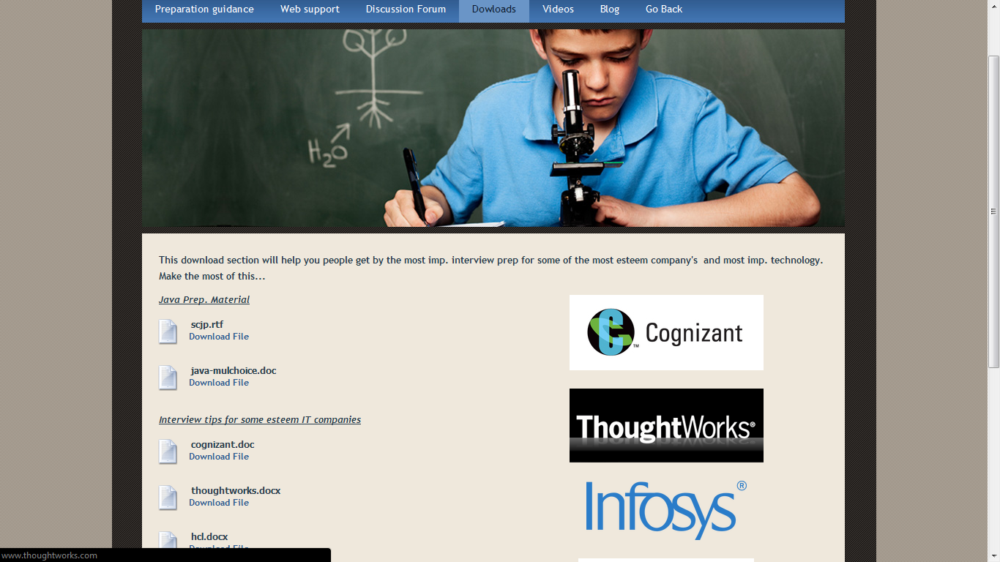 Preparation guidance Web support Discussion Forum Dowloads Videos Blog Go Back
H2O
This download section will help you people get by the most imp. interview prep for some of the most esteem company's and most imp. technology.
Make the most of this...
Java Prep. Material
scjp.rtf
Download File
java-mulchoice.doc
Download File
Interview tips for some esteem IT companies
cognizant.doc
Download File
thoughtworks.docx
Download File
hcl.docx
Download File
Cognizant
TM
ThoughtWorks®
Infosys®
www.thoughtworks.com